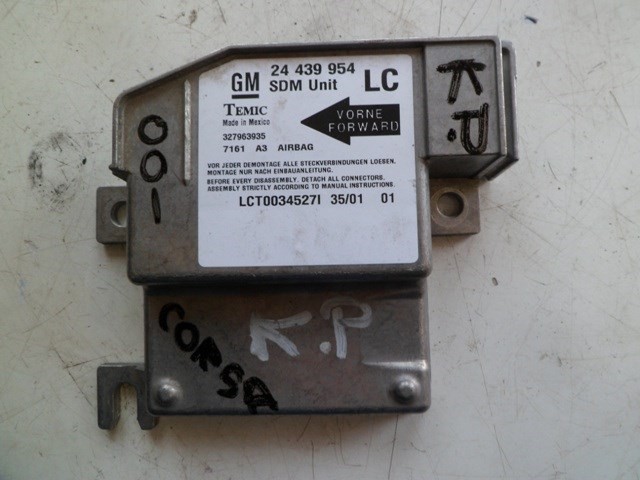 GM 24 439 954 LC
SDM Unit
TEMIC
Made in Mexico
327963935
7161 A3 AIRBAG
VORNE
FORWARD
VOR JEDER DEMONTAGE ALLE STECKVERBINDUNGEN LOESEN.
MONTAGE NUR NACH EINBAUANLEITUNG.
BEFORE EVERY DISASSEMBLY, DETACH ALL CONNECTORS.
ASSEMBLY STRICTLY ACCORDING TO MANUAL INSTRUCTIONS.
LCT0034527I 35/01 01
001
K.P
K.P
CORSA